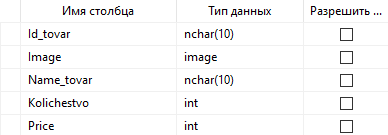 Имя столбца Тип данных Разрешить ...
Id_tovar nchar(10)
Image image
Name_tovar nchar(10)
Kolichestvo int
Price int